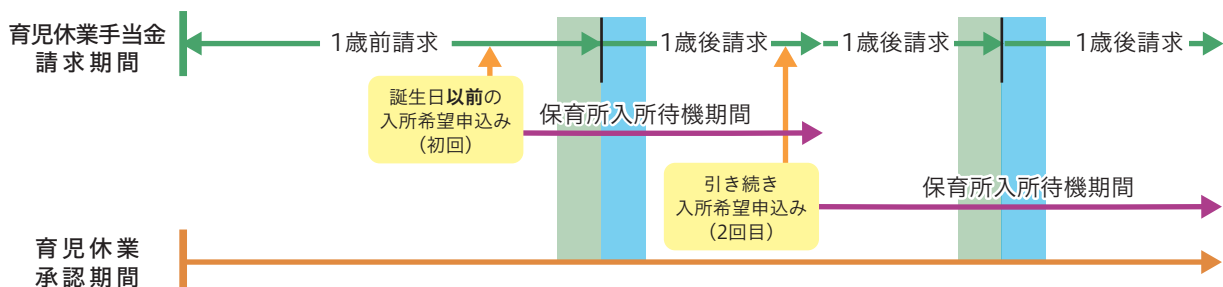 育児休業手当金
請求期間
1歳前請求
1歳後請求
1歳後請求
1歳後請求
誕生日以前の
入所希望申込み
（初回）
保育所入所待機期間
引き続き
入所希望申込み
（2回目）
保育所入所待機期間
育児休業
承認期間